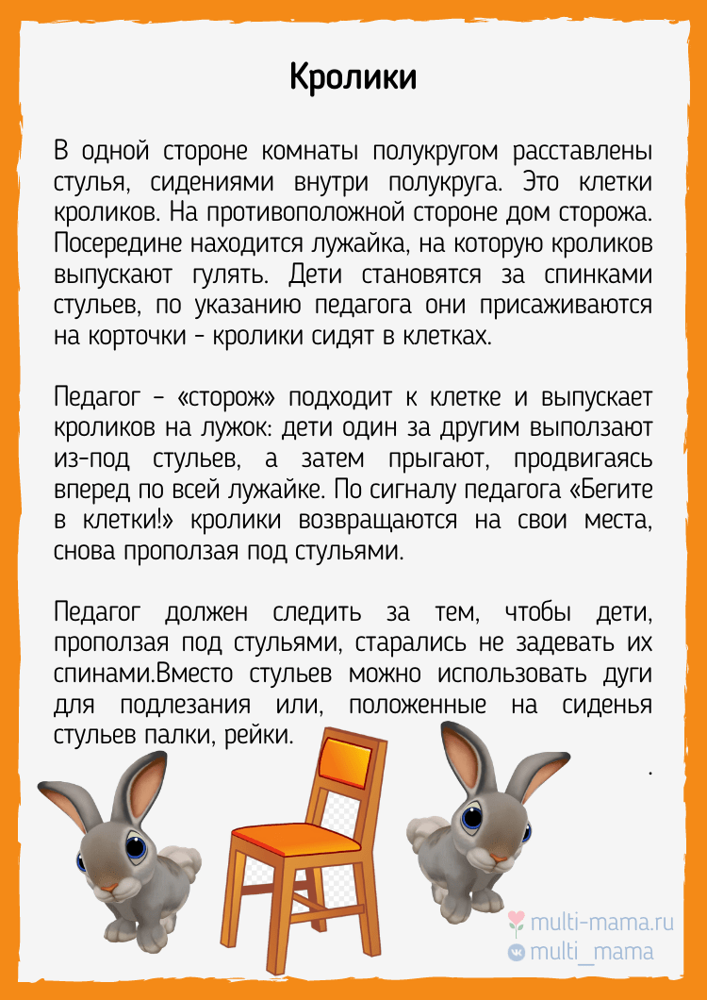 Кролики
В одной стороне комнаты полукругом расставлены
стулья, сидениями внутри полукруга. Это клетки
кроликов. На противоположной стороне дом сторожа.
Посередине находится лужайка, на которую кроликов
выпускают гулять. Дети становятся за спинками
стульев, по указанию педагога они присаживаются
на корточки - кролики сидят в клетках.
Педагог - «сторож» подходит к клетке и выпускает
кроликов на лужок: дети один за другим выползают
из-под стульев, а затем прыгают, продвигаясь
вперед по всей лужайке. По сигналу педагога «Бегите
в клетки!» кролики возвращаются на свои места,
снова проползая под стульями.
Педагог должен следить за тем, чтобы дети,
проползая под стульями, старались не задевать их
спинами.Вместо стульев можно использовать дуги
для подлезания или, положенные на сиденья
стульев палки, рейки.
.
multi-mama.ru
multi_mama